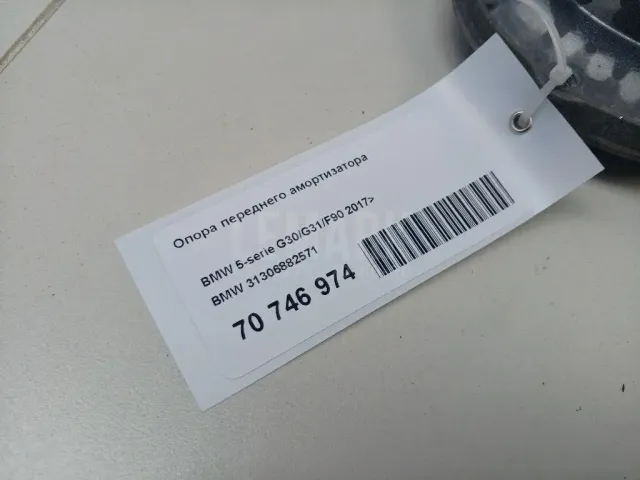 Опора переднего амортизатора
BMW 5-serie G30/G31/F90 2017>
BMW 31306882571
70 746 974